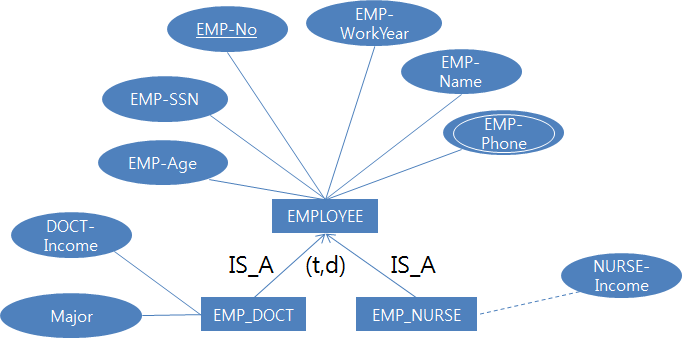 EMP-No
EMP-
WorkYear
EMP-
Name
EMP-SSN
EMP-
Phone
EMP-Age
EMPLOYEE
DOCT-
Income
IS_A
(t,d)
IS_A
NURSE-
Income
Major
EMP_DOCT
EMP_NURSE